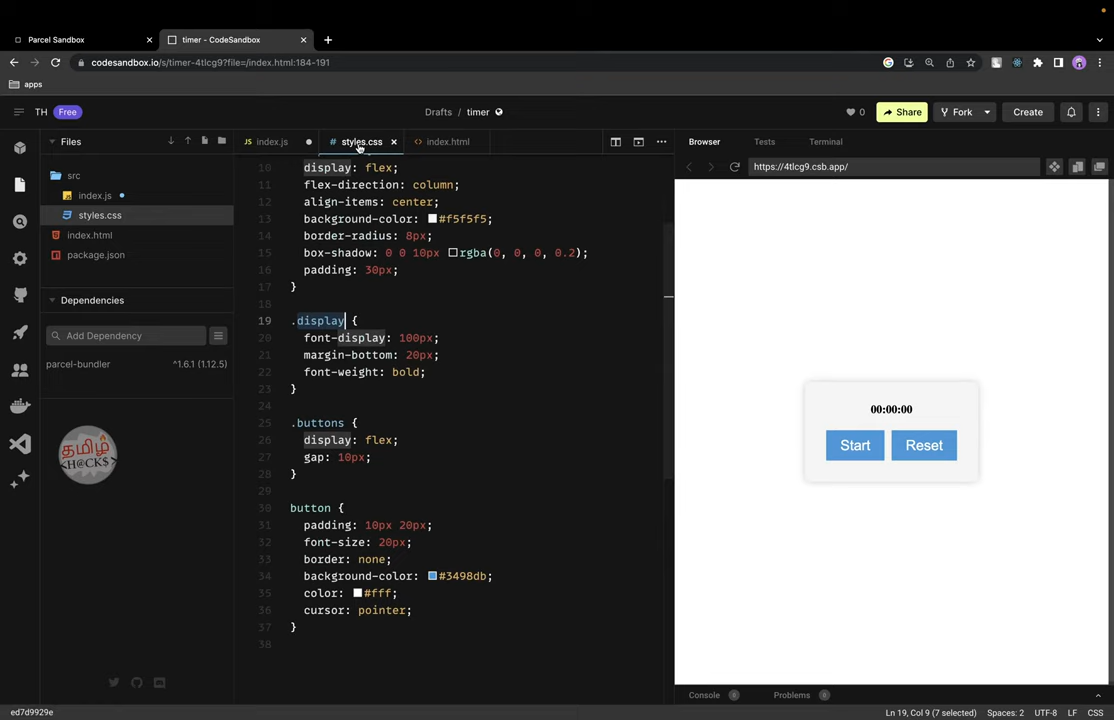 Parcel Sandbox
timer - CodeSandbox
codesandbox.io/s/timer-4tlcg9?file=/index.html:184-191
apps
TH Free
Drafts / timer
0
Share
Fork
Create
Files
index.js
# styles.css
<> index.html
Browser
Tests
Terminal
https://4tlcg9.csb.app/
src
index.js
styles.css
index.html
package.json
Dependencies
Add Dependency
parcel-bundler
^1.6.1 (1.12.5)
தமிழ்
<H@CK$>
10 display: flex;
11 flex-direction: column;
12 align-items: center;
13 background-color: #f5f5f5;
14 border-radius: 8px;
15 box-shadow: 0 0 10px rgba(0, 0, 0, 0.2);
16 padding: 30px;
17 }
18
19 .display {
20 font-display: 100px;
21 margin-bottom: 20px;
22 font-weight: bold;
23 }
24
25 .buttons {
26 display: flex;
27 gap: 10px;
28 }
29
30 button {
31 padding: 10px 20px;
32 font-size: 20px;
33 border: none;
34 background-color: #3498db;
35 color: #fff;
36 cursor: pointer;
37 }
38
00:00:00
Start
Reset
Console 0
Problems 0
ed7d9929e
Ln 19, Col 9 (7 selected)
Spaces: 2
UTF-8
LF
CSS